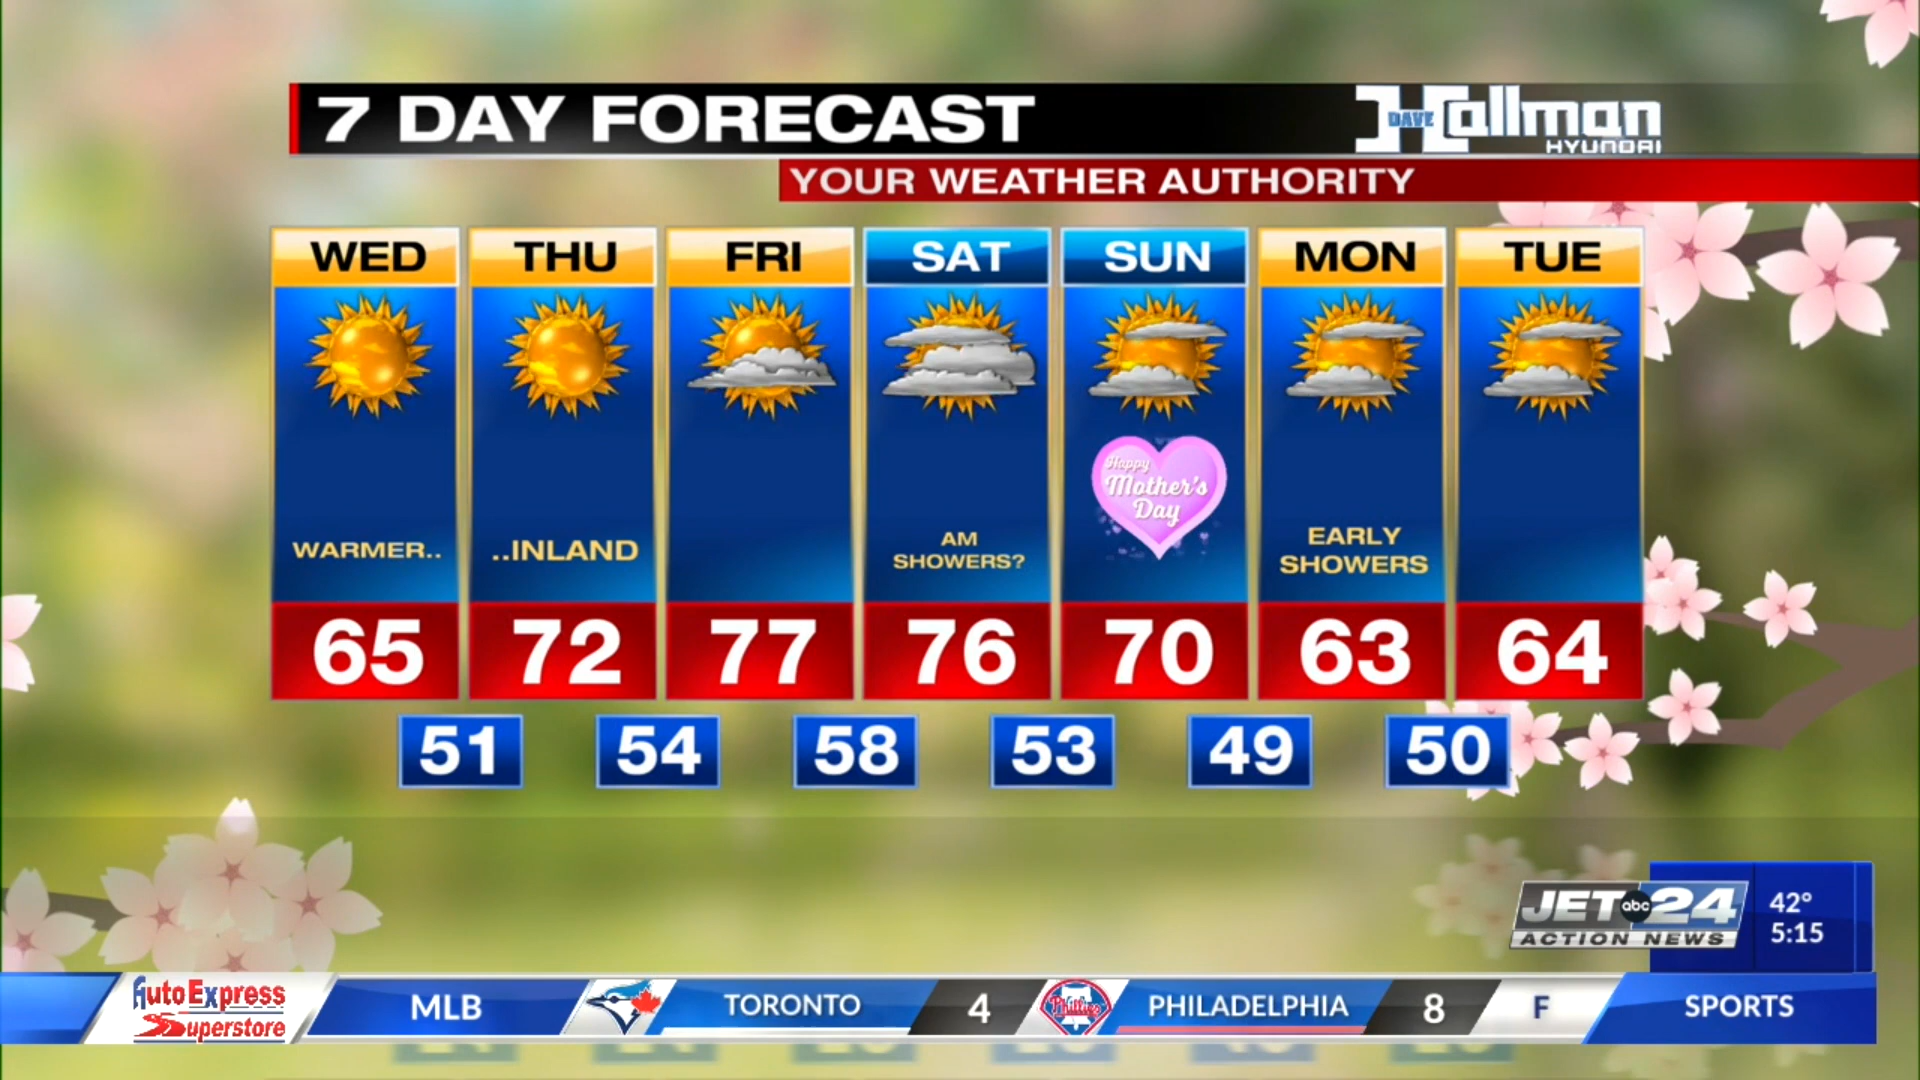 7 DAY FORECAST
DAVE Hallman
HYUNDAI
YOUR WEATHER AUTHORITY
WED THU FRI SAT SUN MON TUE
Happy
Mother's
Day
WARMER.. ..INLAND
AM
SHOWERS?
EARLY
SHOWERS
65 72 77 76 70 63 64
51 54 58 53 49 50
JET abc 24
ACTION NEWS
42°
5:15
AutoExpress
Superstore
MLB TORONTO 4 Phillies PHILADELPHIA 8 F SPORTS